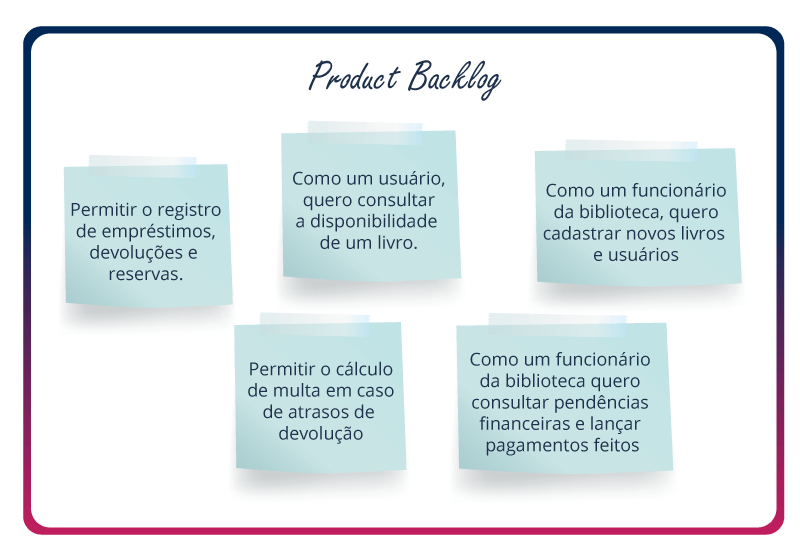 Product Backlog
Permitir o registro
de empréstimos,
devoluções e
reservas.
Como um usuário,
quero consultar
a disponibilidade
de um livro.
Como um funcionário
da biblioteca, quero
cadastrar novos livros
e usuários
Permitir o cálculo
de multa em caso
de atrasos de
devolução
Como um funcionário
da biblioteca quero
consultar pendências
financeiras e lançar
pagamentos feitos